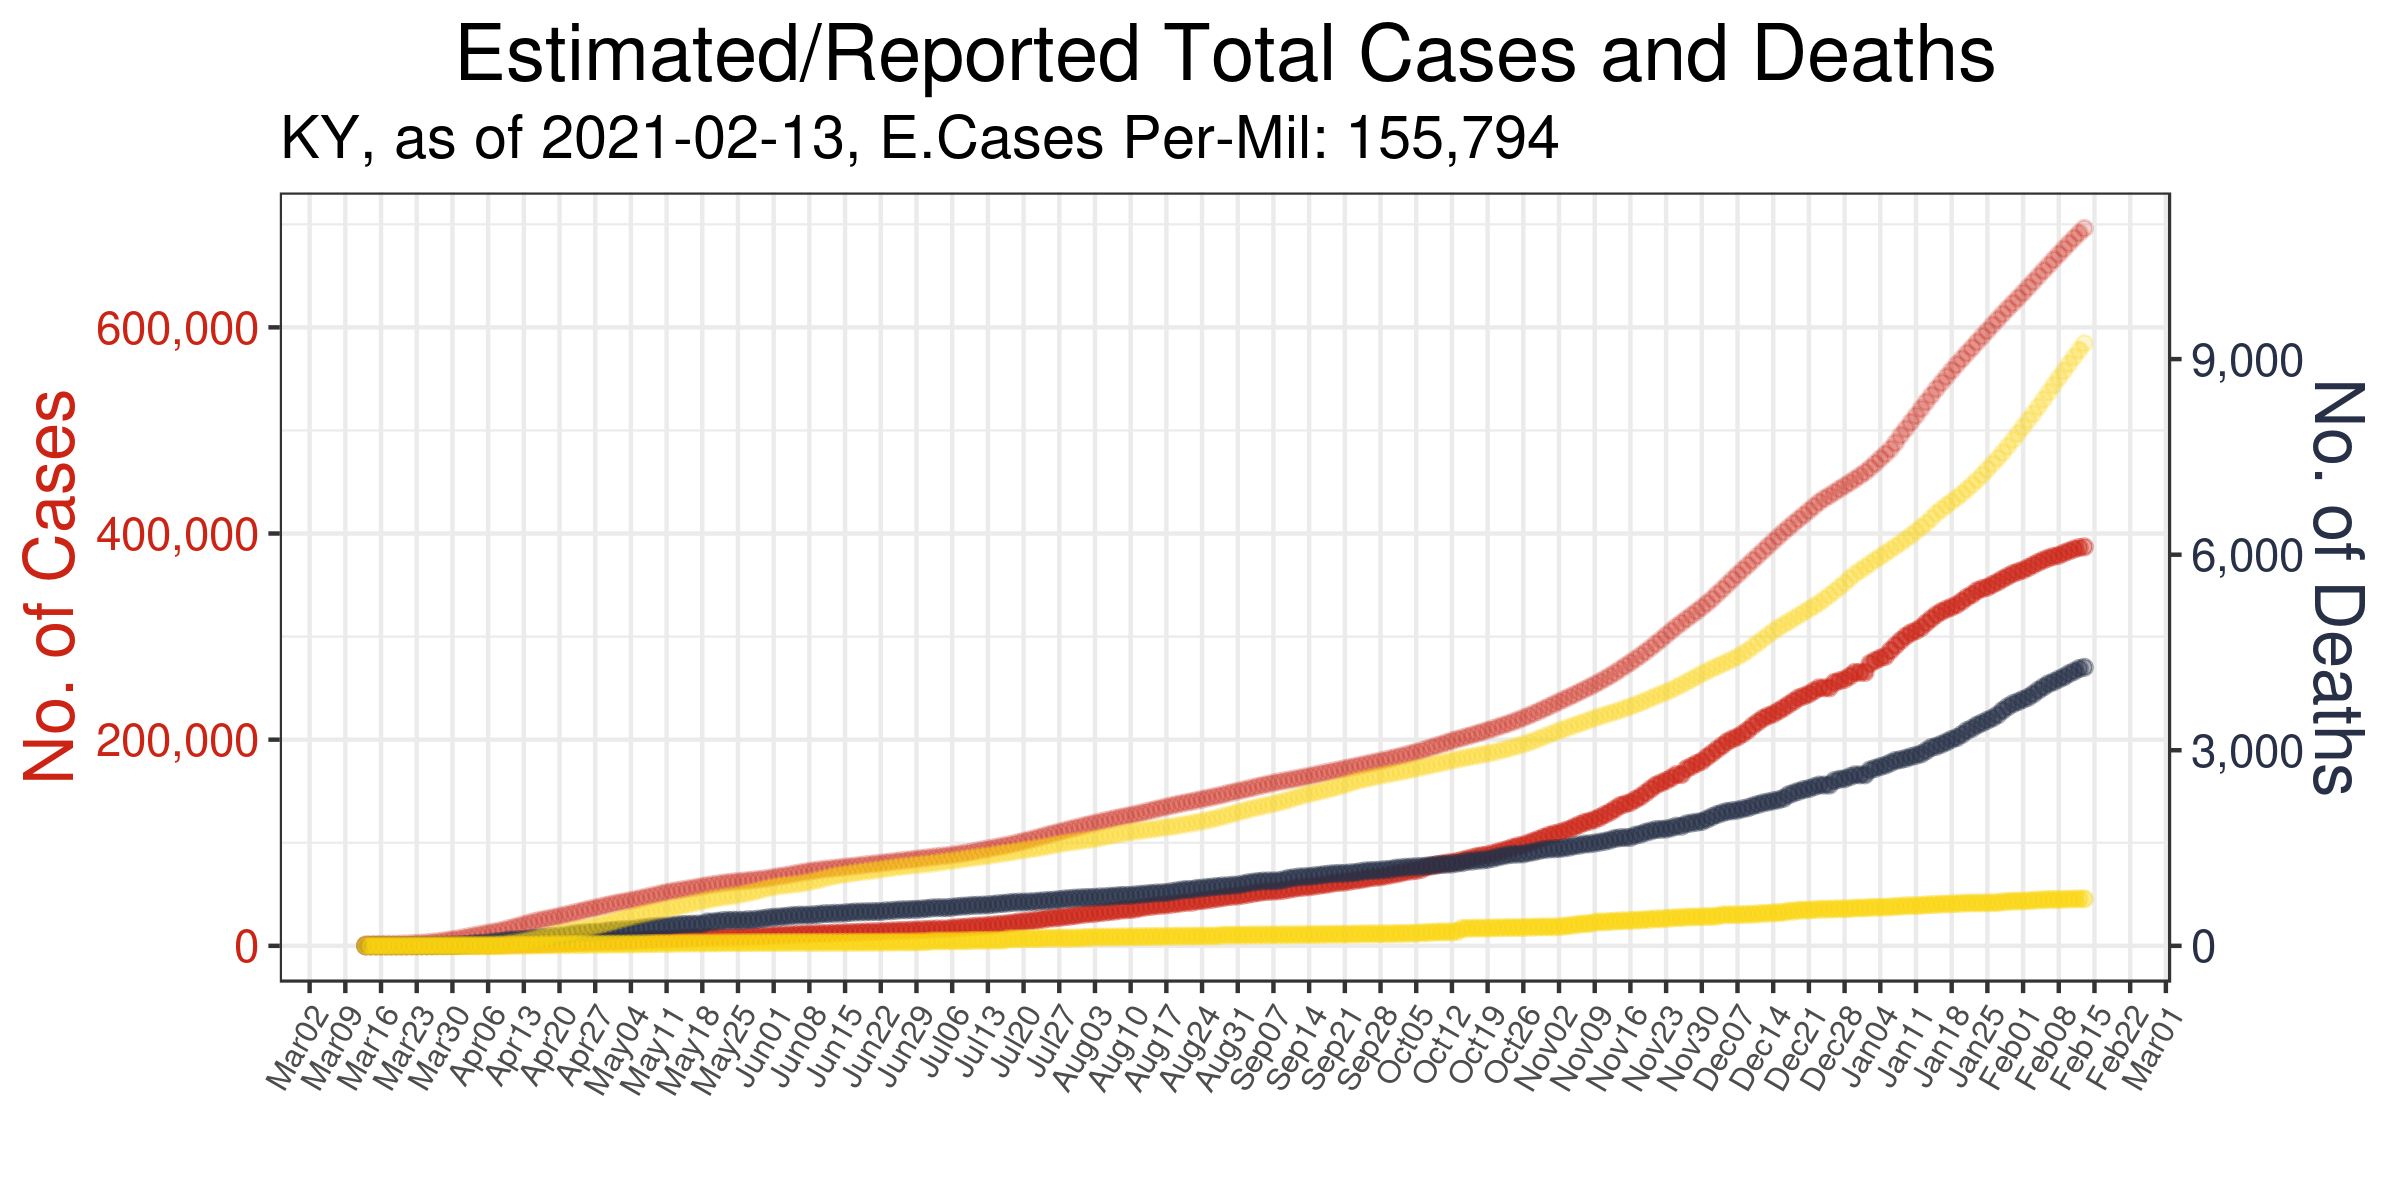 Estimated/Reported Total Cases and Deaths
KY, as of 2021-02-13, E.Cases Per-Mil: 155,794
No. of Cases
600,000
400,000
200,000
0
9,000
6,000
3,000
0
No. of Deaths
Mar02
Mar09
Mar16
Mar23
Mar30
Apr06
Apr13
Apr20
Apr27
May04
May11
May18
May25
Jun01
Jun08
Jun15
Jun22
Jun29
Jul06
Jul13
Jul20
Jul27
Aug03
Aug10
Aug17
Aug24
Aug31
Sep07
Sep14
Sep21
Sep28
Oct05
Oct12
Oct19
Oct26
Nov02
Nov09
Nov16
Nov23
Nov30
Dec07
Dec14
Dec21
Dec28
Jan04
Jan11
Jan18
Jan25
Feb01
Feb08
Feb15
Feb22
Mar01